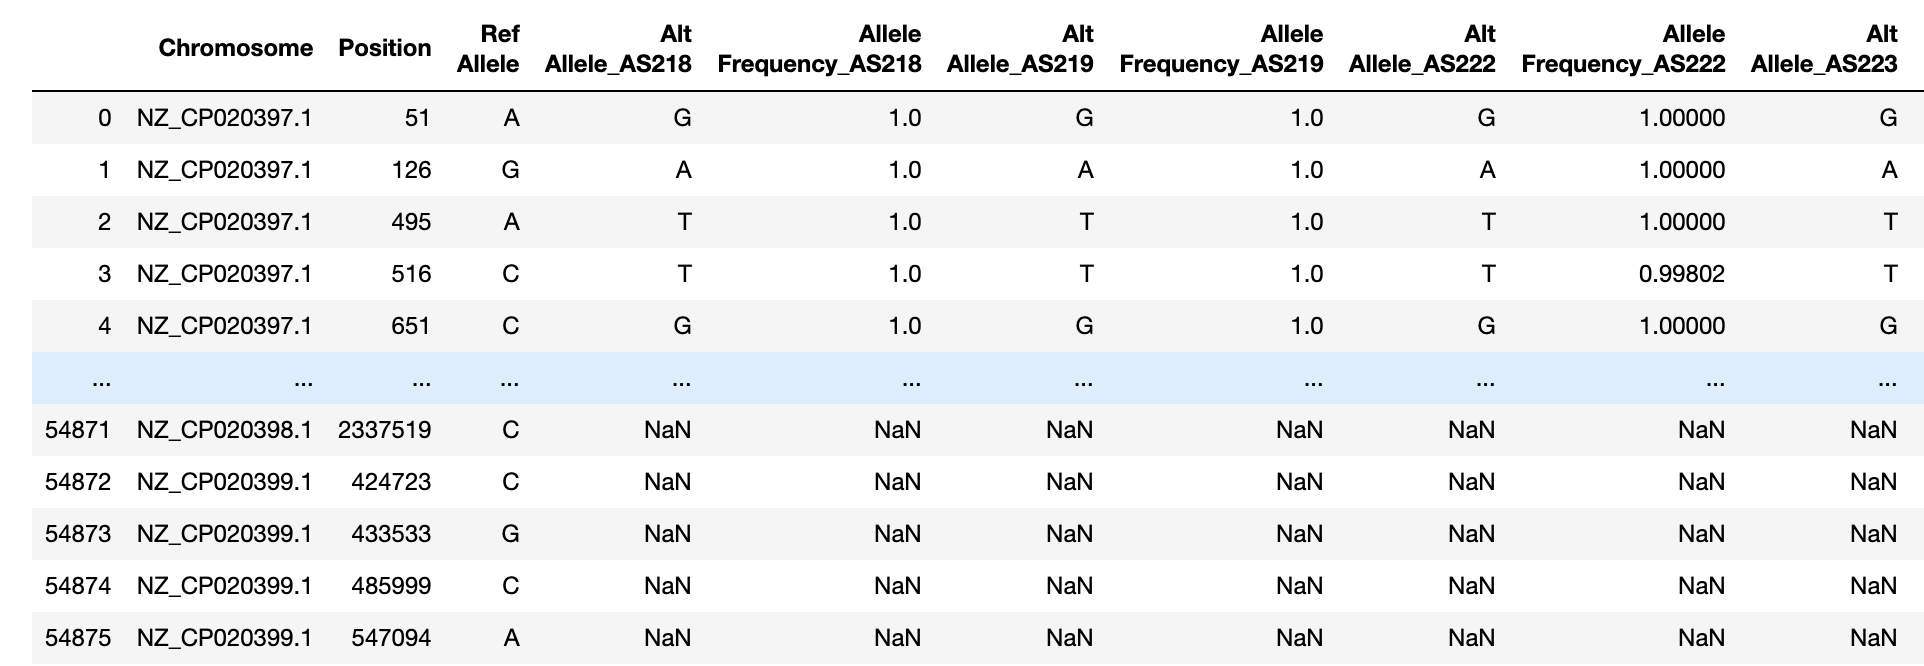 Chromosome Position Ref Allele Alt Allele_AS218 Allele Frequency_AS218 Alt Allele_AS219 Allele Frequency_AS219 Alt Allele_AS222 Allele Frequency_AS222 Alt Allele_AS223
0 NZ_CP020397.1 51 A G 1.0 G 1.0 G 1.00000 G
1 NZ_CP020397.1 126 G A 1.0 A 1.0 A 1.00000 A
2 NZ_CP020397.1 495 A T 1.0 T 1.0 T 1.00000 T
3 NZ_CP020397.1 516 C T 1.0 T 1.0 T 0.99802 T
4 NZ_CP020397.1 651 C G 1.0 G 1.0 G 1.00000 G
... ... ... ... ... ... ... ... ... ... ...
54871 NZ_CP020398.1 2337519 C NaN NaN NaN NaN NaN NaN NaN
54872 NZ_CP020399.1 424723 C NaN NaN NaN NaN NaN NaN NaN
54873 NZ_CP020399.1 433533 G NaN NaN NaN NaN NaN NaN NaN
54874 NZ_CP020399.1 485999 C NaN NaN NaN NaN NaN NaN NaN
54875 NZ_CP020399.1 547094 A NaN NaN NaN NaN NaN NaN NaN